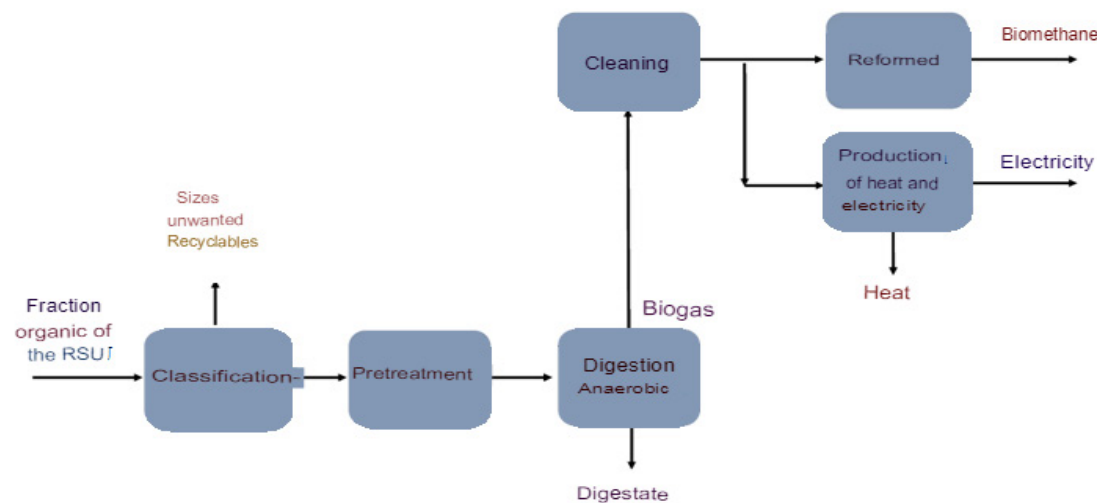 Biomethane
Cleaning
Reformed
Production
of heat and
electricity
Electricity
Heat
Sizes
unwanted
Recyclables
Fraction
organic of
the RSU
Classification-
Pretreatment
Biogas
Digestion
Anaerobic
Digestate